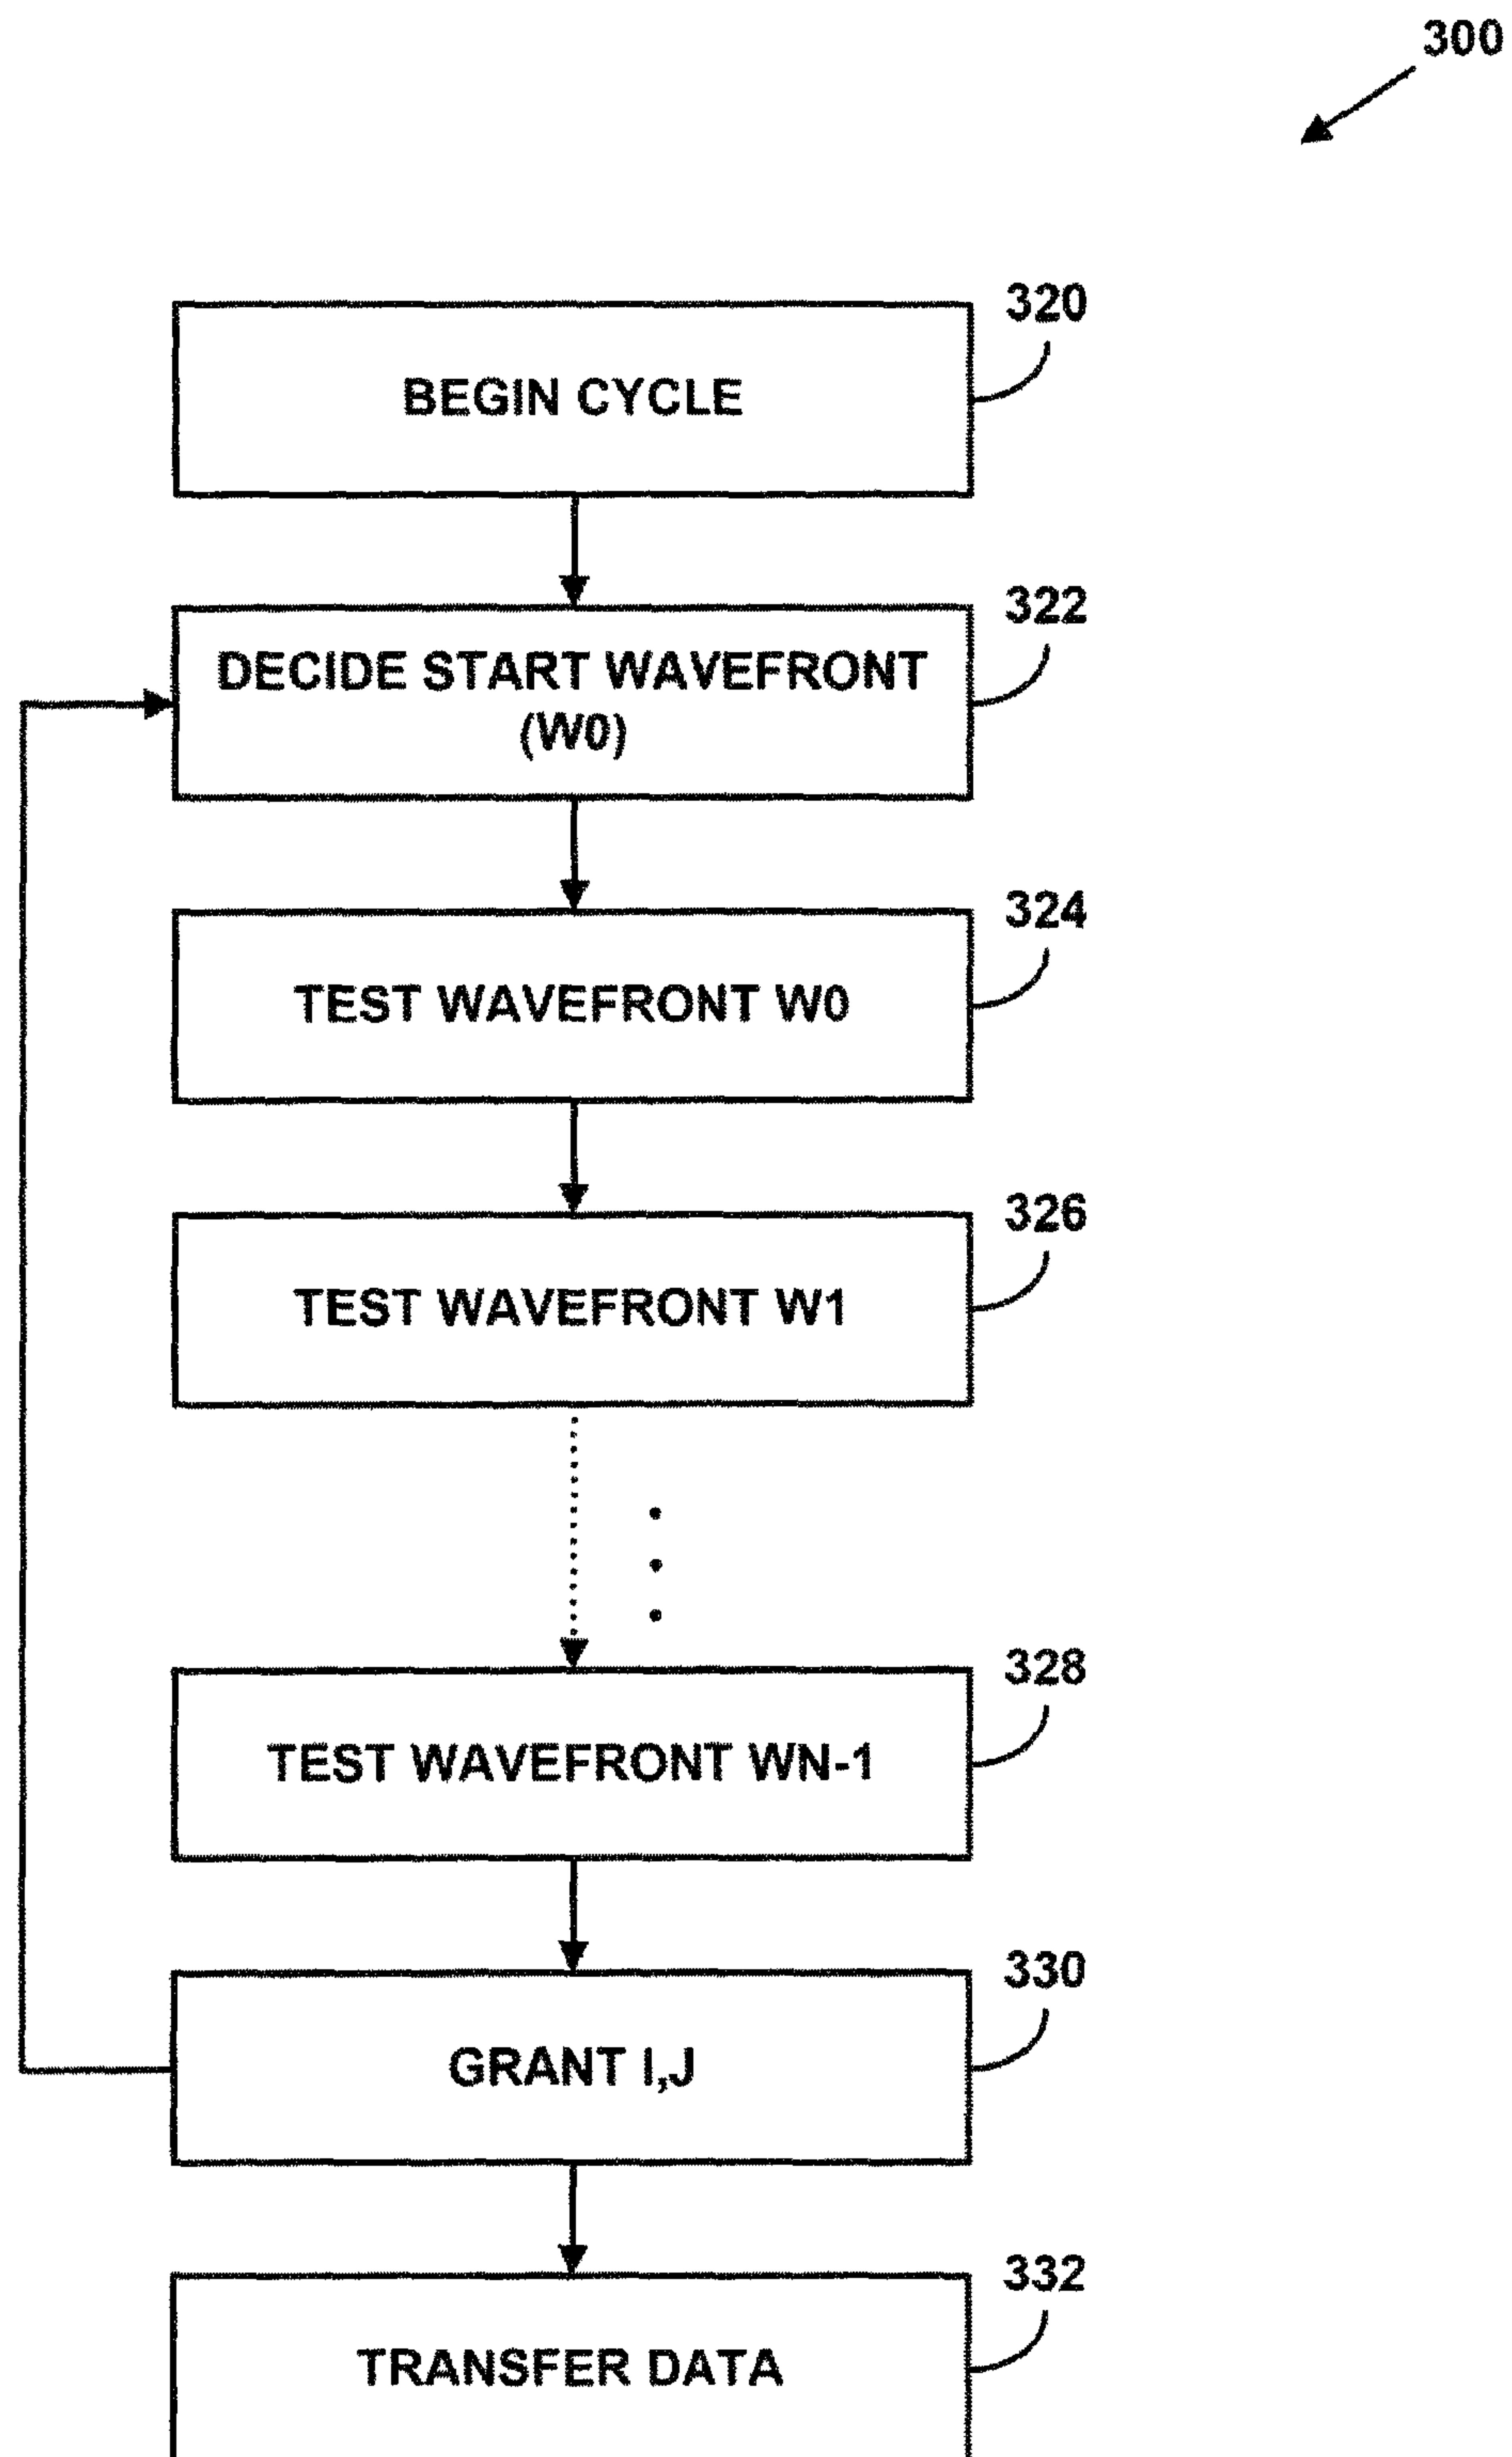 300
320
BEGIN CYCLE
322
DECIDE START WAVEFRONT
(W0)
324
TEST WAVEFRONT W0
326
TEST WAVEFRONT W1
328
TEST WAVEFRONT WN-1
330
GRANT I,J
332
TRANSFER DATA